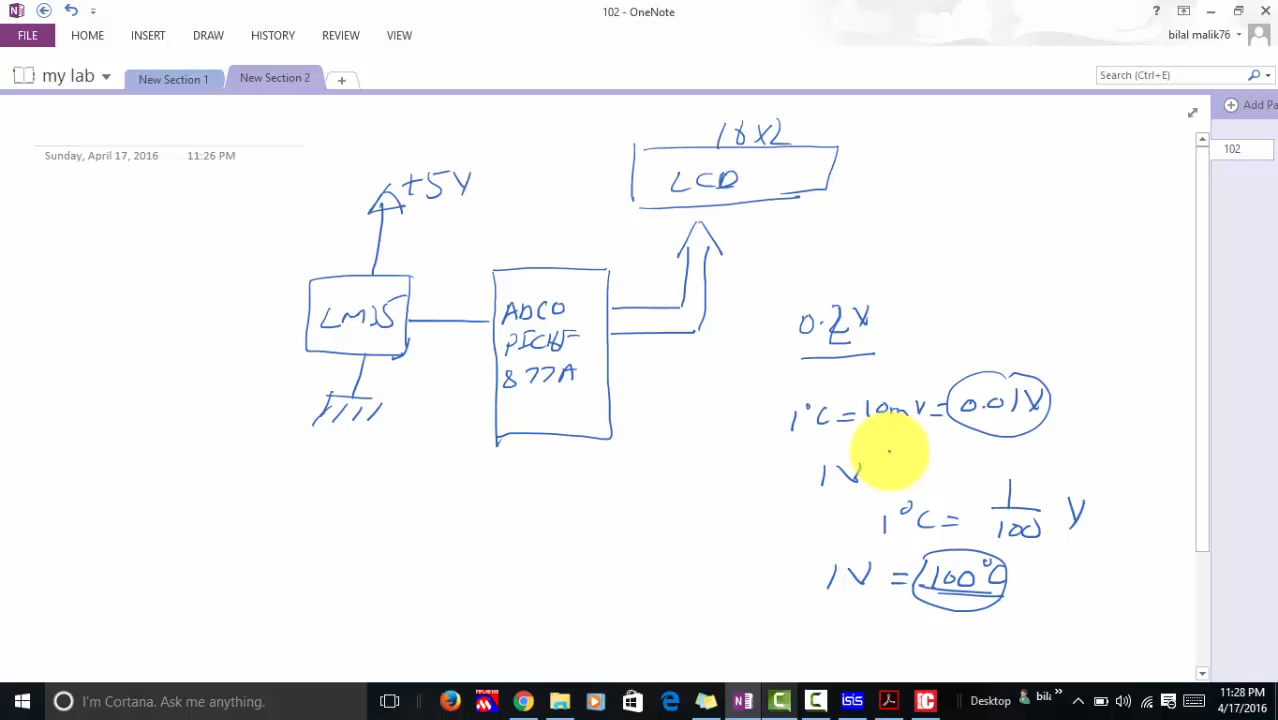 102 - OneNote
?
FILE
HOME
INSERT
DRAW
HISTORY
REVIEW
VIEW
bilal malik76
my lab
New Section 1
New Section 2
+
Search (Ctrl+E)
Add Pa
102
Sunday, April 17, 2016 11:26 PM
16X2
LCD
+5V
LM35
ADC0
877A
0.2V
1°C = 10mV = 0.01V
1V
1°C = 1/100 V
1V = 100°C
I'm Cortana. Ask me anything.
isis
IC
Desktop
bila
11:28 PM
4/17/2016